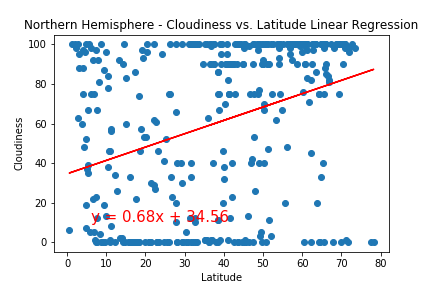 Northern Hemisphere - Cloudiness vs. Latitude Linear Regression
100
80
60
40
20
0
Cloudiness
y = 0.68x + 34.56
0 10 20 30 40 50 60 70 80
Latitude